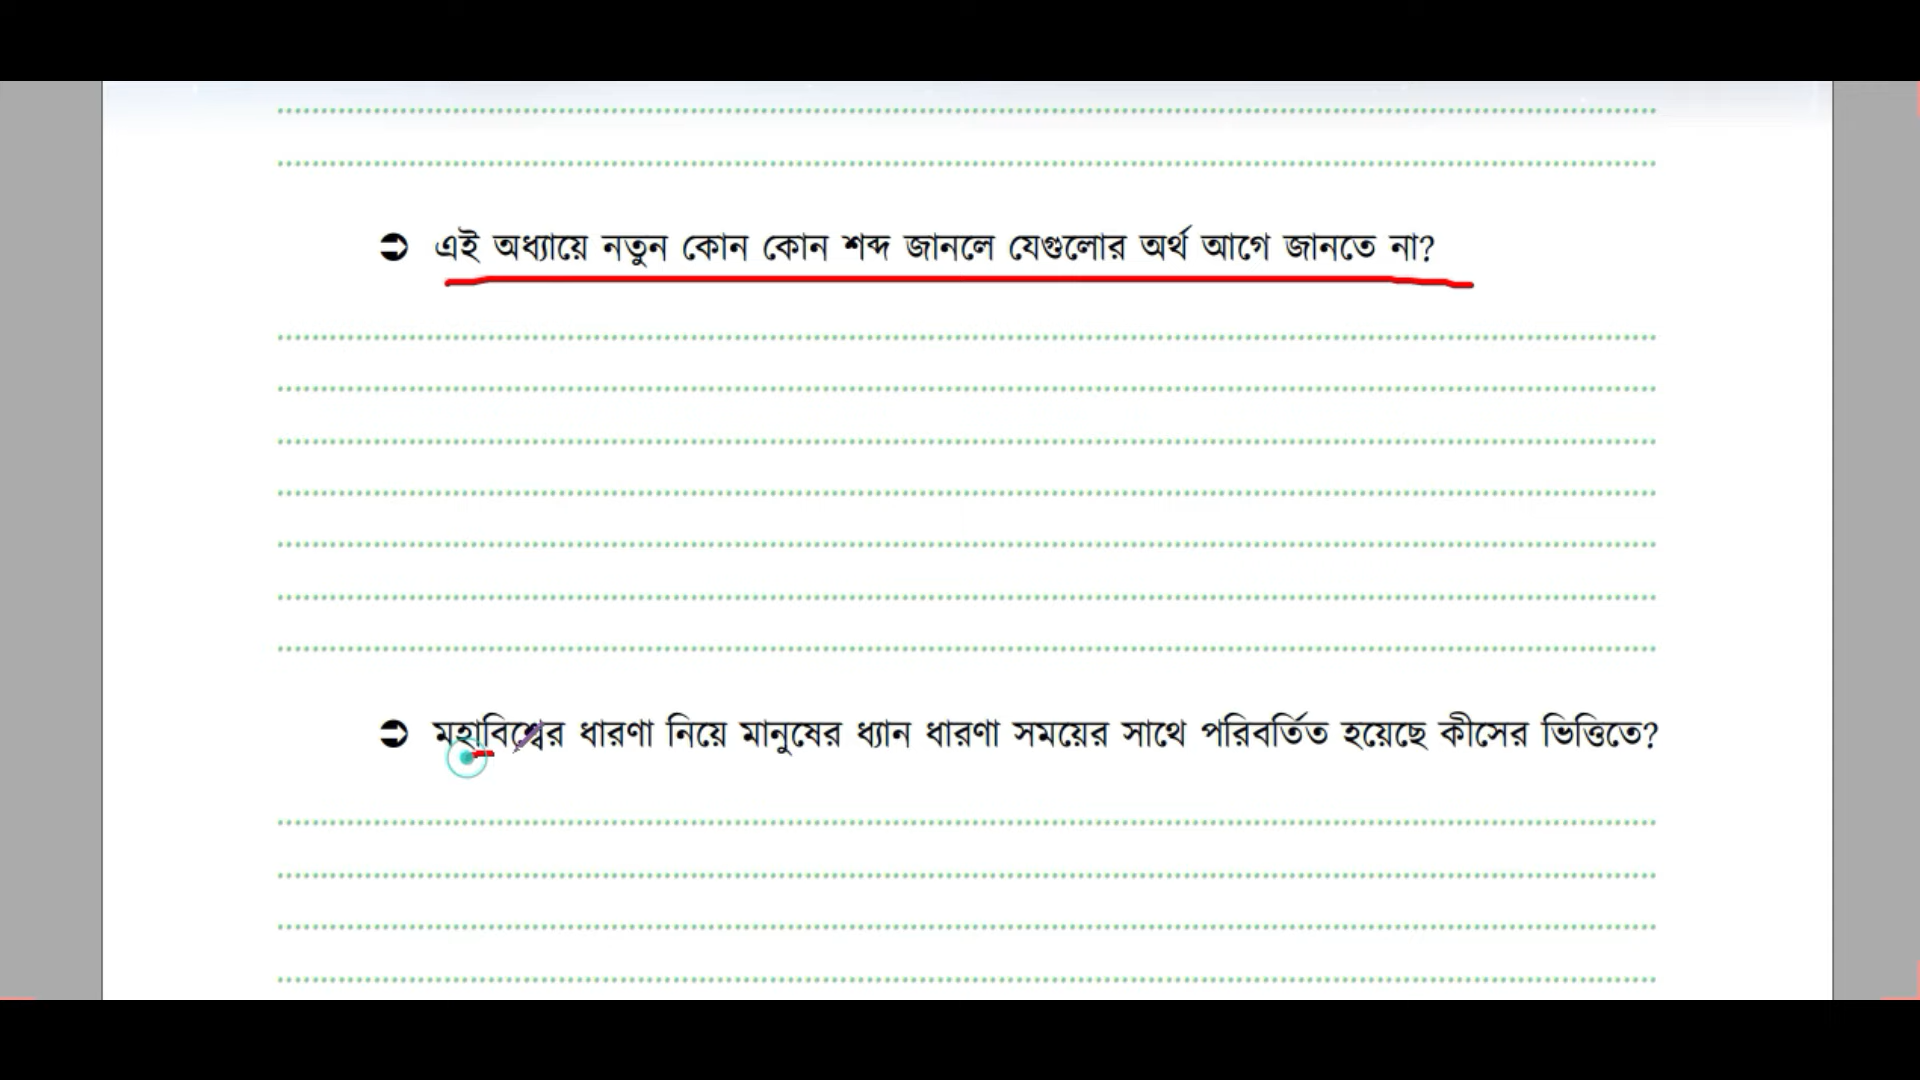 এই অধ্যায়ে নতুন কোন কোন শব্দ জানলে যেগুলোর অর্থ আগে জানতে না?
মহাবিশ্বের ধারণা নিয়ে মানুষের ধ্যান ধারণা সময়ের সাথে পরিবর্তিত হয়েছে কীসের ভিত্তিতে?